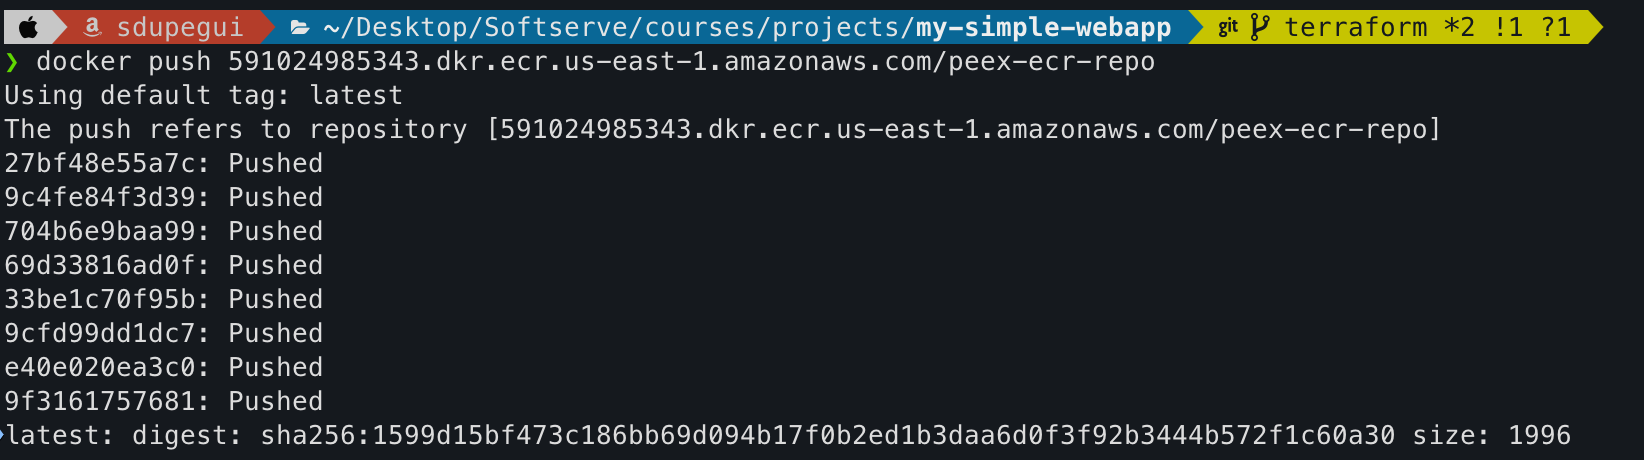 sdupegui ~/Desktop/Softserve/courses/projects/my-simple-webapp git terraform *2 !1 ?1
❯ docker push 591024985343.dkr.ecr.us-east-1.amazonaws.com/peex-ecr-repo
Using default tag: latest
The push refers to repository [591024985343.dkr.ecr.us-east-1.amazonaws.com/peex-ecr-repo]
27bf48e55a7c: Pushed
9c4fe84f3d39: Pushed
704b6e9baa99: Pushed
69d33816ad0f: Pushed
33be1c70f95b: Pushed
9cfd99dd1dc7: Pushed
e40e020ea3c0: Pushed
9f3161757681: Pushed
latest: digest: sha256:1599d15bf473c186bb69d094b17f0b2ed1b3daa6d0f3f92b3444b572f1c60a30 size: 1996